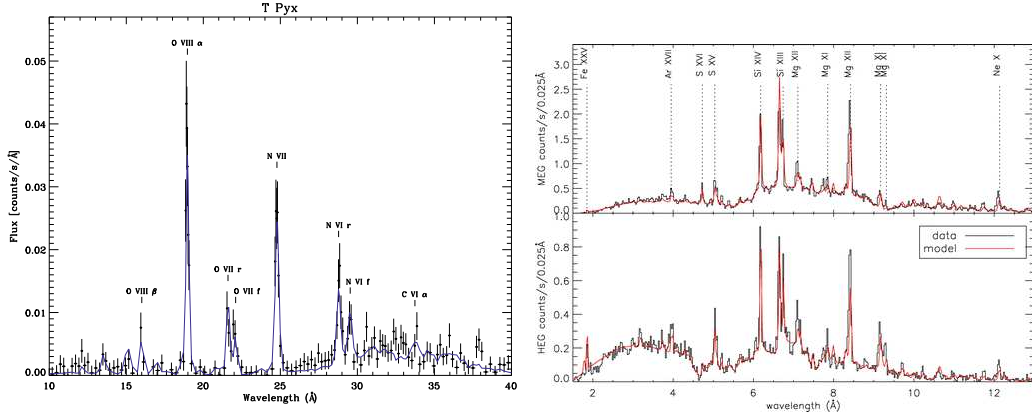 T Pyx
O VIII α
N VII
N VI r
O VII r
N VI f
O VIII β
O VII f
C VI α
0.05
0.04
0.03
0.02
0.01
0.00
Flux [counts/s/Å]
10 15 20 25 30 35 40
Wavelength (Å)
Fe XXV
Ar XVII
S XVI
S XV
Si XIV
Si XIII
Mg XII
Mg XI
Mg XII
Mg XI
Mg XI
Ne X
3.0
2.5
2.0
1.5
1.0
0.5
0.0
MEG counts/s/0.025Å
1.0
0.8
0.6
0.4
0.2
0.0
HEG counts/s/0.025Å
data
model
2 4 6 8 10 12
wavelength (Å)